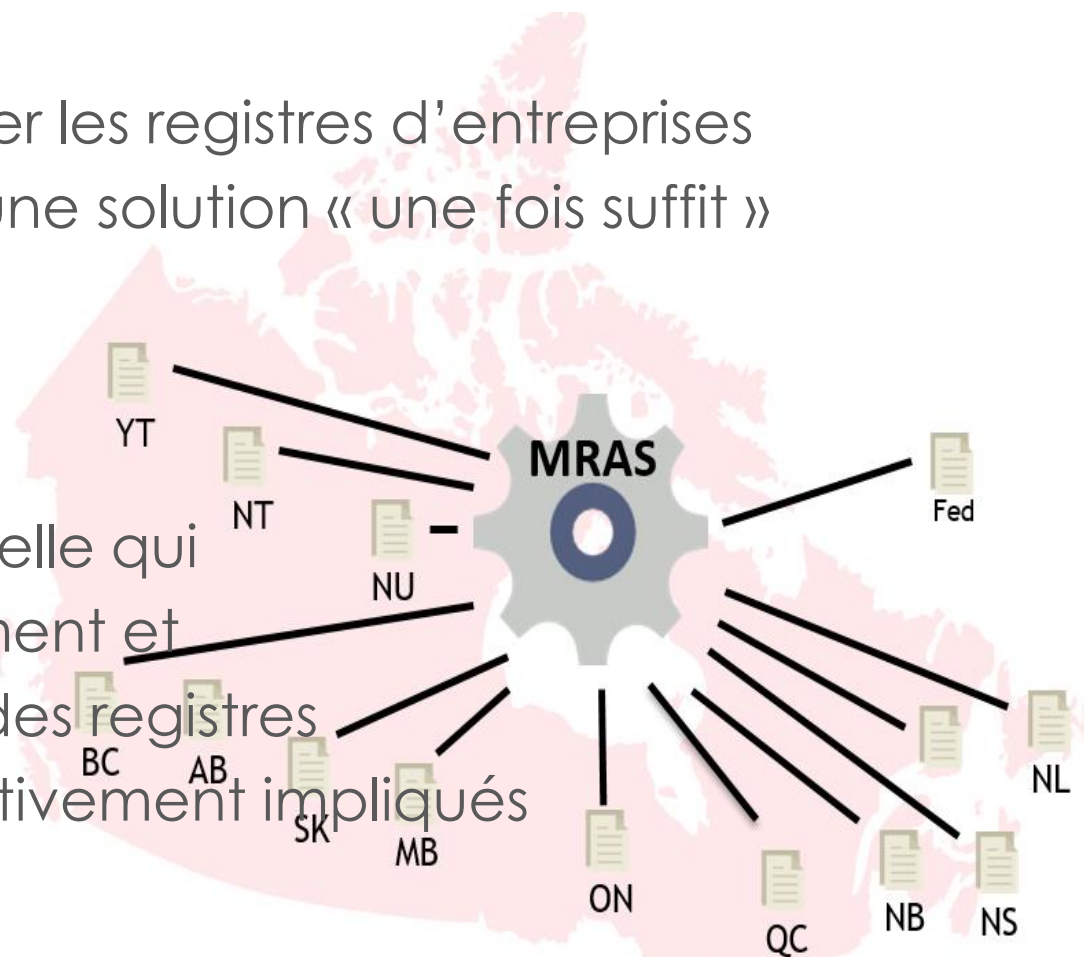 er les registres d’entreprises
une solution « une fois suffit »
MRAS
YT
Fed
NT
elle qui
NU
ment et
des registres
BC
AB
NL
tivement impliqués
SK
MB
ON
NB
NS
QC